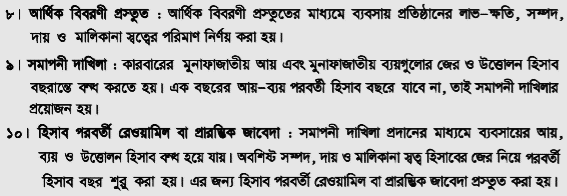 ৮। আর্থিক বিবরণী প্রস্তুত : আর্থিক বিবরণী প্রস্তুতের মাধ্যমে ব্যবসায় প্রতিষ্ঠানের লাভ-ক্ষতি, সম্পদ,
দায় ও মালিকানা স্বত্বের পরিমাণ নির্ণয় করা হয়।
৯। সমাপনী দাখিলা : কারবারের মুনাফাজাতীয় আয় এবং মুনাফাজাতীয় ব্যয়গুলোর জের ও উত্তোলন হিসাব
বছরান্তে বন্ধ করতে হয়। এক বছরের আয়-ব্যয় পরবর্তী হিসাব বছরে যাবে না, তাই সমাপনী দাখিলার
প্রয়োজন হয়।
১০। হিসাব পরবর্তী রেওয়ামিল বা প্রারম্ভিক জাবেদা : সমাপনী দাখিলা প্রদানের মাধ্যমে ব্যবসায়ের আয়,
ব্যয় ও উত্তোলন হিসাব বন্ধ হয়ে যায়। অবশিষ্ট সম্পদ, দায় ও মালিকানা স্বত্ব হিসাবের জের নিয়ে পরবর্তী
হিসাব বছর শুরু করা হয়। এর জন্য হিসাব পরবর্তী রেওয়ামিল বা প্রারম্ভিক জাবেদা প্রস্তুত করা হয়।